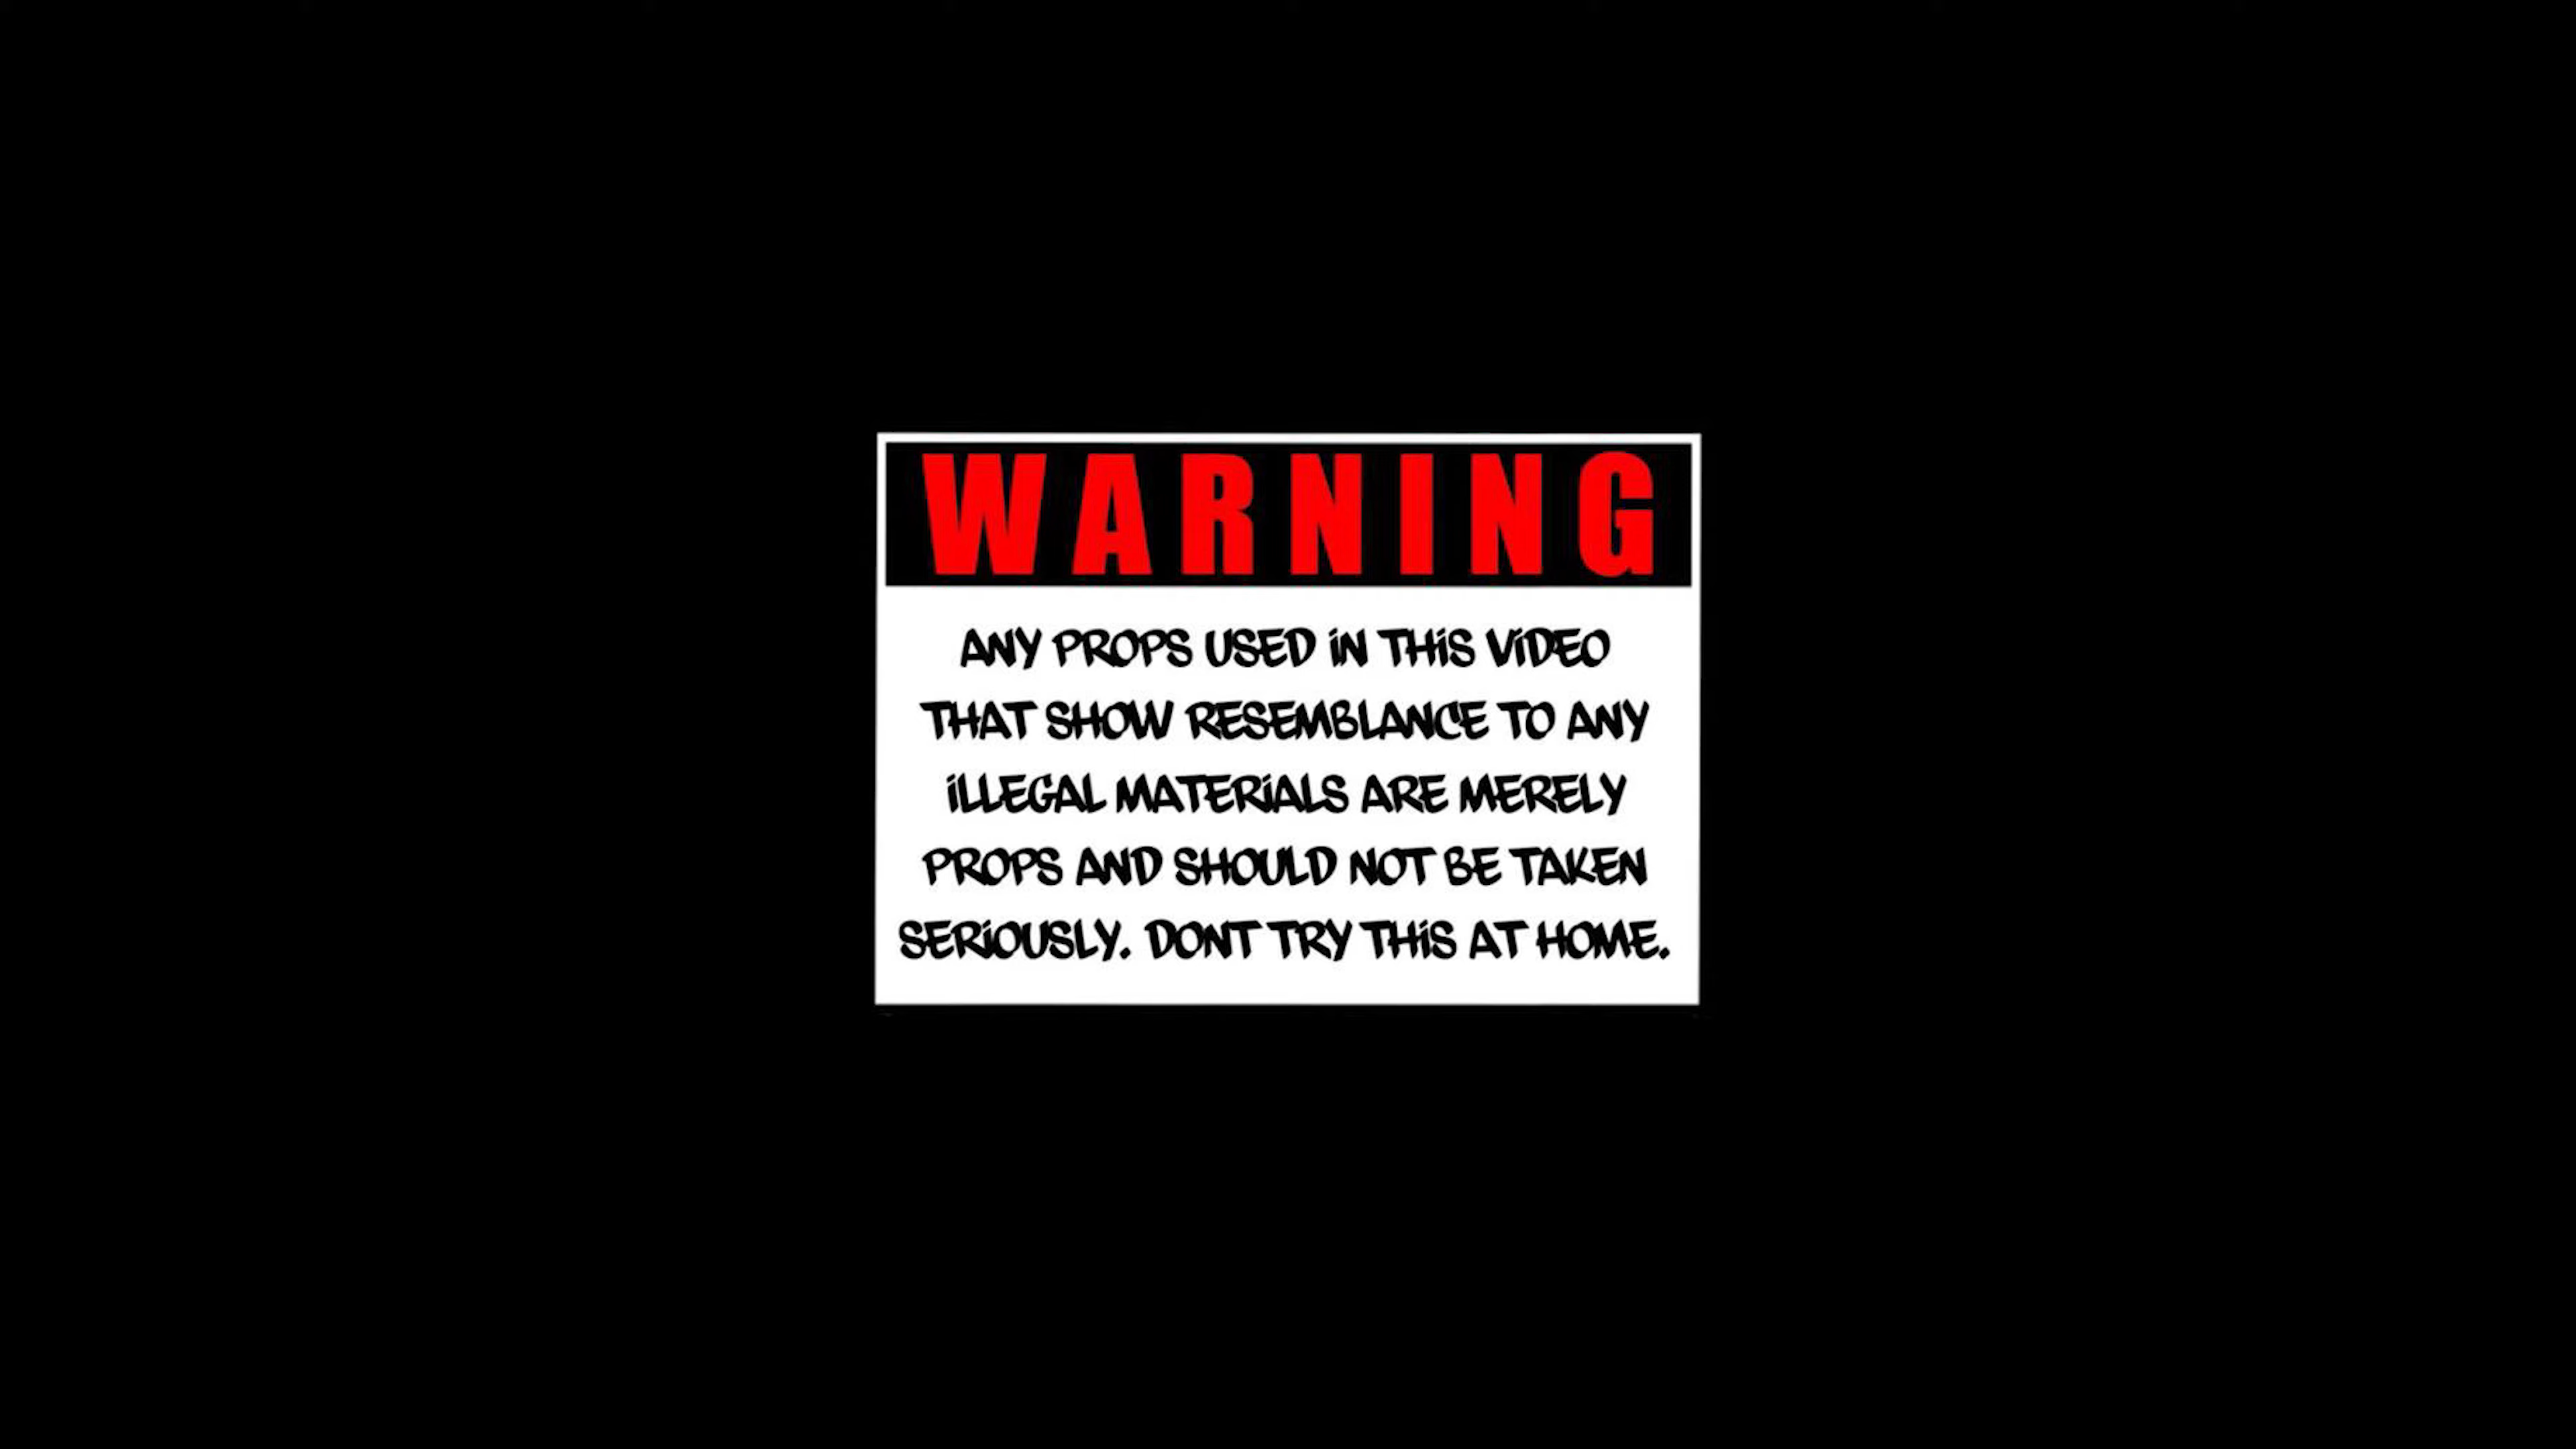 WARNING
ANY PROPS USED iN THiS ViDEO
THAT SHOW RESEMBLANCE TO ANY
iLLEGAL MATERiALS ARE MERELY
PROPS AND SHOULD NOT BE TAKEN
SERiOUSLY. DONT TRY THiS AT HOME.